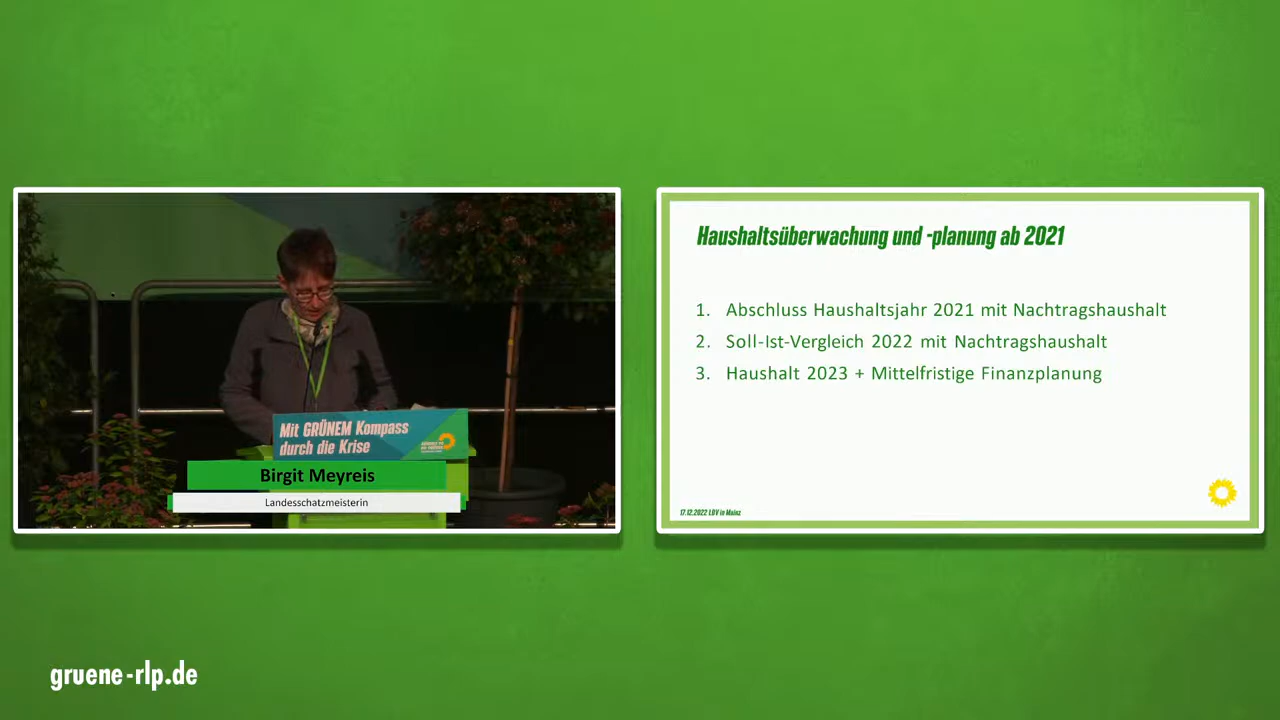 Mit GRÜNEM Kompass
durch die Krise
Birgit Meyreis
Landesschatzmeisterin
Haushaltsüberwachung und -planung ab 2021
1. Abschluss Haushaltsjahr 2021 mit Nachtragshaushalt
2. Soll-Ist-Vergleich 2022 mit Nachtragshaushalt
3. Haushalt 2023 + Mittelfristige Finanzplanung
17.12.2022 LDV in Mainz
gruene-rlp.de